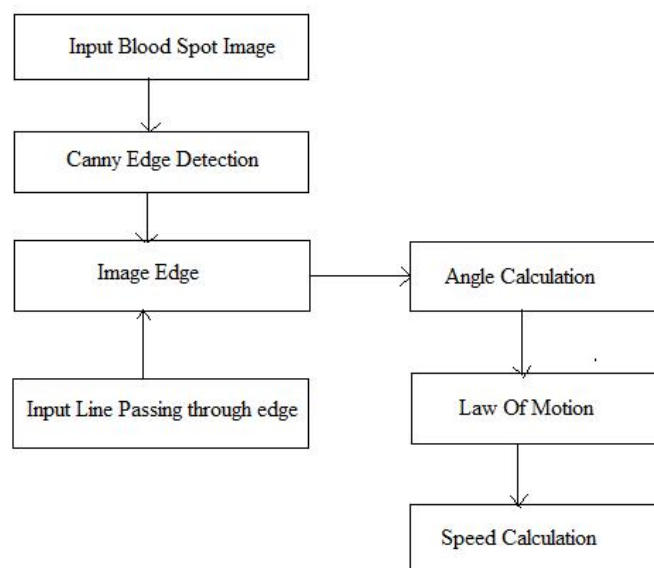 Input Blood Spot Image
Canny Edge Detection
Image Edge
Input Line Passing through edge
Angle Calculation
Law Of Motion
Speed Calculation